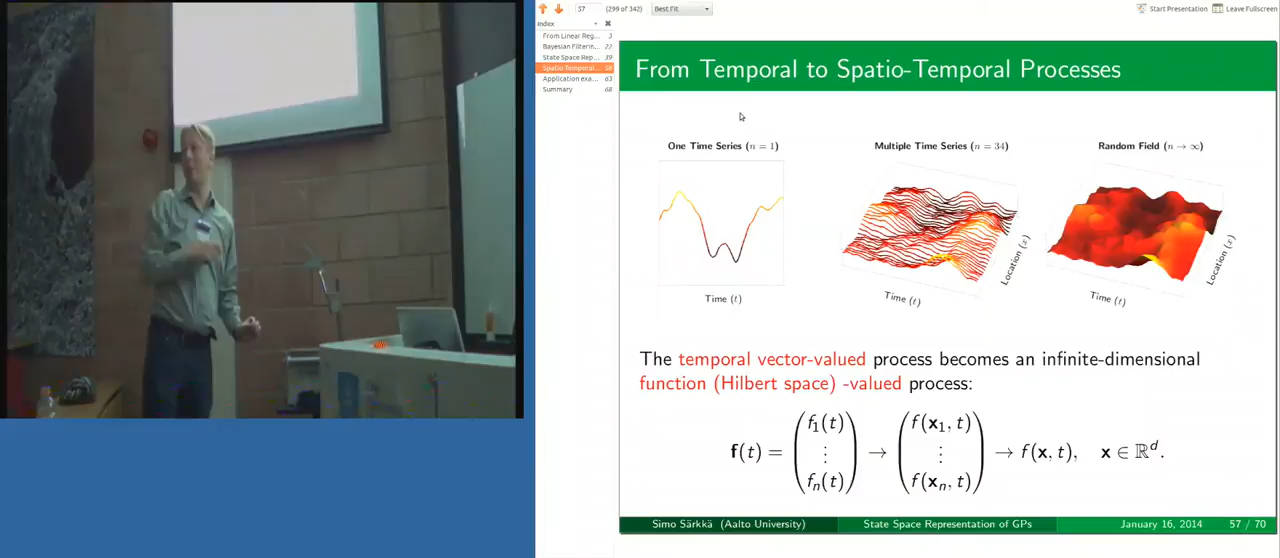 57 (299 of 342) Best Fit Start Presentation Leave Fullscreen
Index
From Linear Reg... 3
Bayesian Filterin... 22
State Space Rep... 39
Spatio-Temporal... 56
Application exa... 63
Summary 68
From Temporal to Spatio-Temporal Processes
One Time Series (n = 1) Multiple Time Series (n = 34) Random Field (n → ∞)
Location (x) Location (x)
Time (t) Time (t) Time (t)
The temporal vector-valued process becomes an infinite-dimensional
function (Hilbert space) -valued process:
f(t) = (f₁(t) ⋮ fₙ(t)) → (f(x₁, t) ⋮ f(xₙ, t)) → f(x, t), x ∈ ℝᵈ.
Simo Särkkä (Aalto University) State Space Representation of GPs January 16, 2014 57 / 70